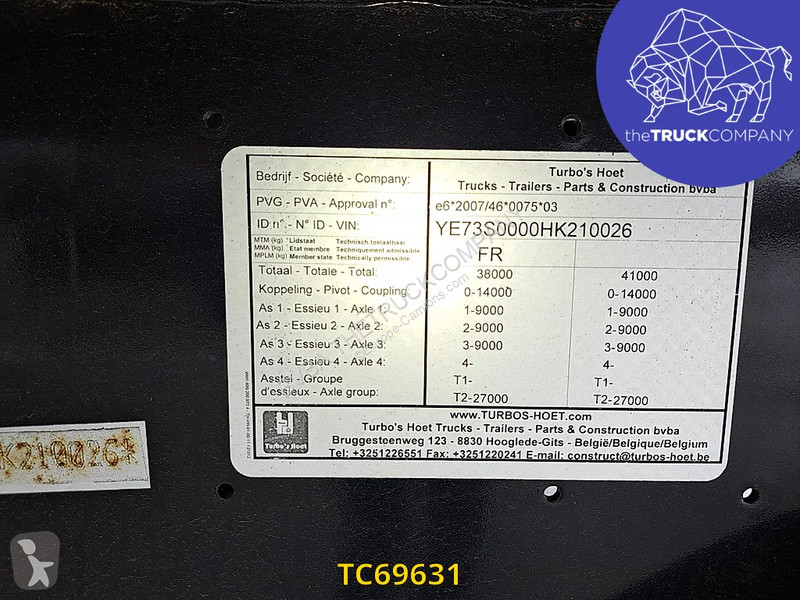 theTRUCKCOMPANY
Bedrijf - Société - Company: Turbo's Hoet
Trucks - Trailers - Parts & Construction bvba
PVG - PVA - Approval n°: e6*2007/46*0075*03
ID n°. - N° ID - VIN: YE73S0000HK210026
MTM (kg) Lidstaat Technisch toelaatbaar
MMA (kg) Etat membre Techniquement admissible
MPLM (kg) Member state Technically permissible
FR
Totaal - Totale - Total: 38000 41000
Koppeling - Pivot - Coupling: 0-14000 0-14000
As 1 - Essieu 1 - Axle 1: 1-9000 1-9000
As 2 - Essieu 2 - Axle 2: 2-9000 2-9000
As 3 - Essieu 3 - Axle 3: 3-9000 3-9000
As 4 - Essieu 4 - Axle 4: 4- 4-
Asstel - Groupe T1- T1-
d'essieux - Axle group: T2-27000 T2-27000
WWW.TURBOS-HOET.com
Turbo's Hoet
Turbo's Hoet Trucks - Trailers - Parts & Construction bvba
Bruggesteenweg 123 - 8830 Hooglede-Gits - België/Belgique/Belgium
Tel: +3251226551 Fax: +3251220241 E-mail: construct@turbos-hoet.be
K210026*
TC69631